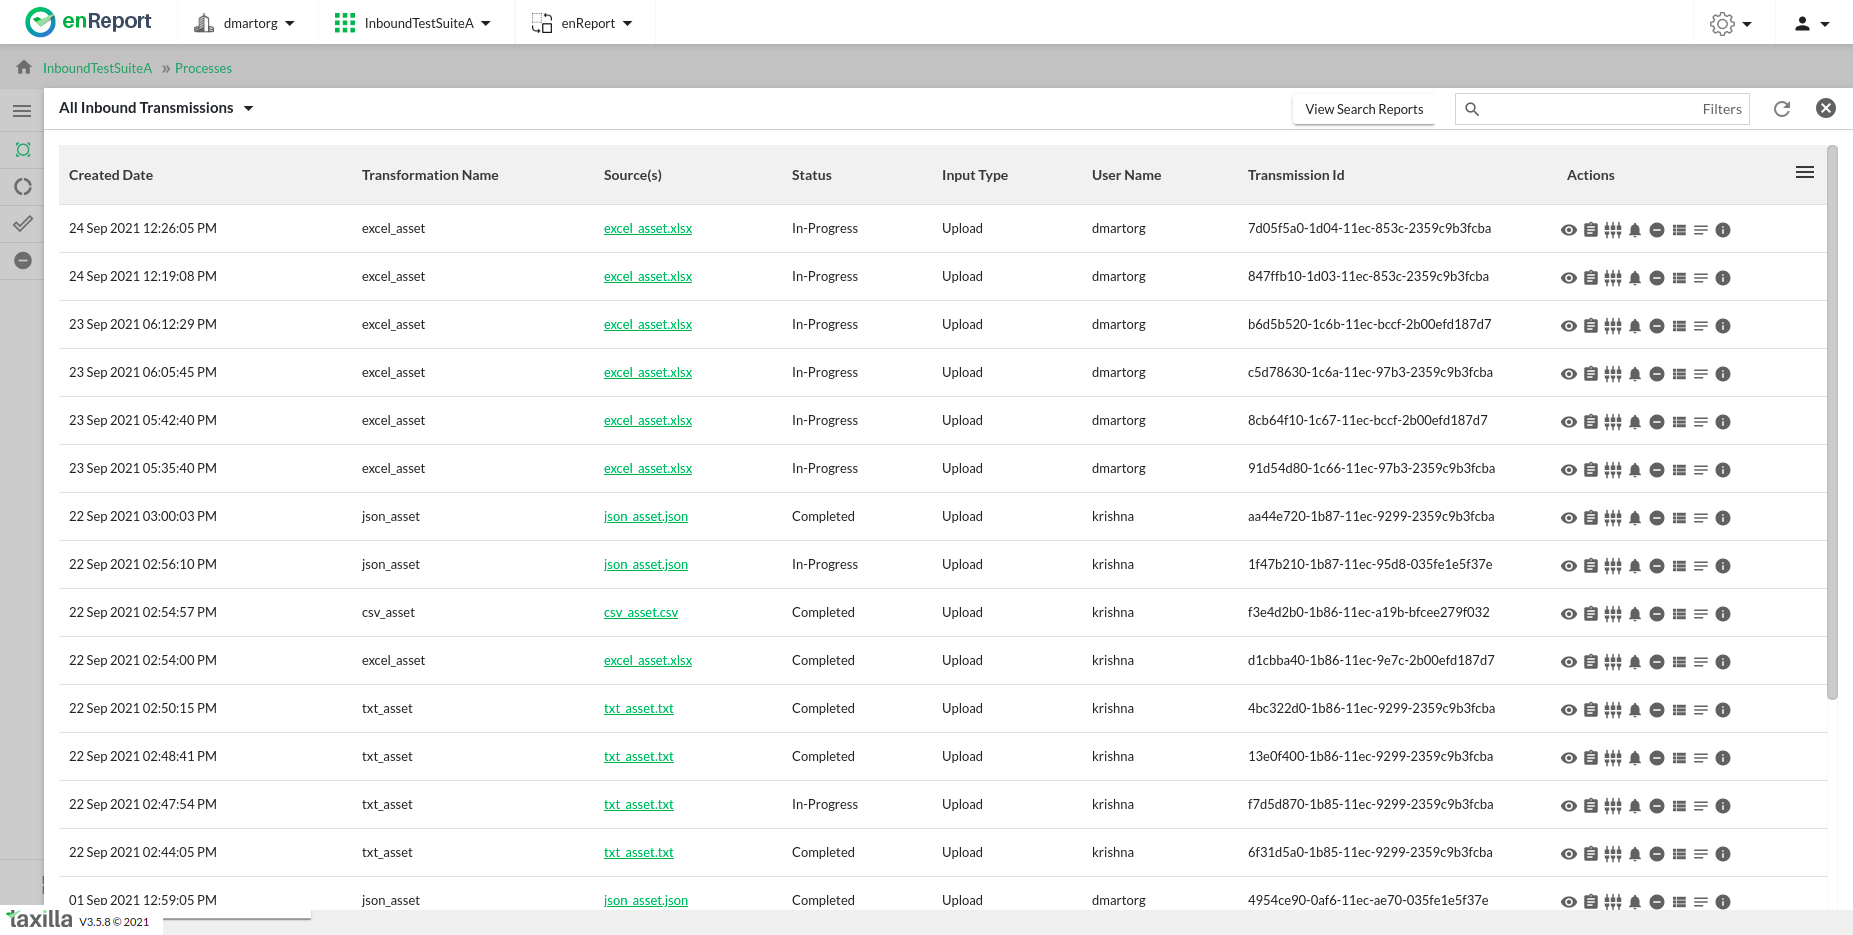 enReport dmartorg InboundTestSuiteA enReport
InboundTestSuiteA » Processes
All Inbound Transmissions View Search Reports Filters
Created Date Transformation Name Source(s) Status Input Type User Name Transmission Id Actions
24 Sep 2021 12:26:05 PM excel_asset excel_asset.xlsx In-Progress Upload dmartorg 7d05f5a0-1d04-11ec-853c-2359c9b3fcba
24 Sep 2021 12:19:08 PM excel_asset excel_asset.xlsx In-Progress Upload dmartorg 847ffb10-1d03-11ec-853c-2359c9b3fcba
23 Sep 2021 06:12:29 PM excel_asset excel_asset.xlsx In-Progress Upload dmartorg b6d5b520-1c6b-11ec-bccf-2b00efd187d7
23 Sep 2021 06:05:45 PM excel_asset excel_asset.xlsx In-Progress Upload dmartorg c5d78630-1c6a-11ec-97b3-2359c9b3fcba
23 Sep 2021 05:42:40 PM excel_asset excel_asset.xlsx In-Progress Upload dmartorg 8cb64f10-1c67-11ec-bccf-2b00efd187d7
23 Sep 2021 05:35:40 PM excel_asset excel_asset.xlsx In-Progress Upload dmartorg 91d54d80-1c66-11ec-97b3-2359c9b3fcba
22 Sep 2021 03:00:03 PM json_asset json_asset.json Completed Upload krishna aa44e720-1b87-11ec-9299-2359c9b3fcba
22 Sep 2021 02:56:10 PM json_asset json_asset.json In-Progress Upload krishna 1f47b210-1b87-11ec-95d8-035fe1e5f37e
22 Sep 2021 02:54:57 PM csv_asset csv_asset.csv Completed Upload krishna f3e4d2b0-1b86-11ec-a19b-bfcee279f032
22 Sep 2021 02:54:00 PM excel_asset excel_asset.xlsx Completed Upload krishna d1cbba40-1b86-11ec-9e7c-2b00efd187d7
22 Sep 2021 02:50:15 PM txt_asset txt_asset.txt Completed Upload krishna 4bc322d0-1b86-11ec-9299-2359c9b3fcba
22 Sep 2021 02:48:41 PM txt_asset txt_asset.txt Completed Upload krishna 13e0f400-1b86-11ec-9299-2359c9b3fcba
22 Sep 2021 02:47:54 PM txt_asset txt_asset.txt In-Progress Upload krishna f7d5d870-1b85-11ec-9299-2359c9b3fcba
22 Sep 2021 02:44:05 PM txt_asset txt_asset.txt Completed Upload krishna 6f31d5a0-1b85-11ec-9299-2359c9b3fcba
01 Sep 2021 12:59:05 PM json_asset json_asset.json Completed Upload dmartorg 4954ce90-0af6-11ec-ae70-035fe1e5f37e
taxilla V3.5.8 © 2021